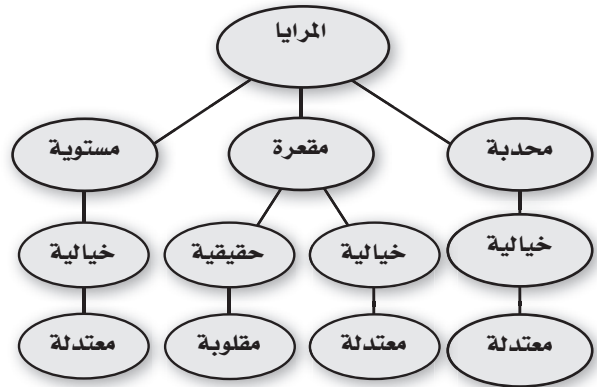 المرايا
محدبة
مقعرة
مستوية
خيالية
خيالية
حقيقية
خيالية
معتدلة
معتدلة
مقلوبة
معتدلة